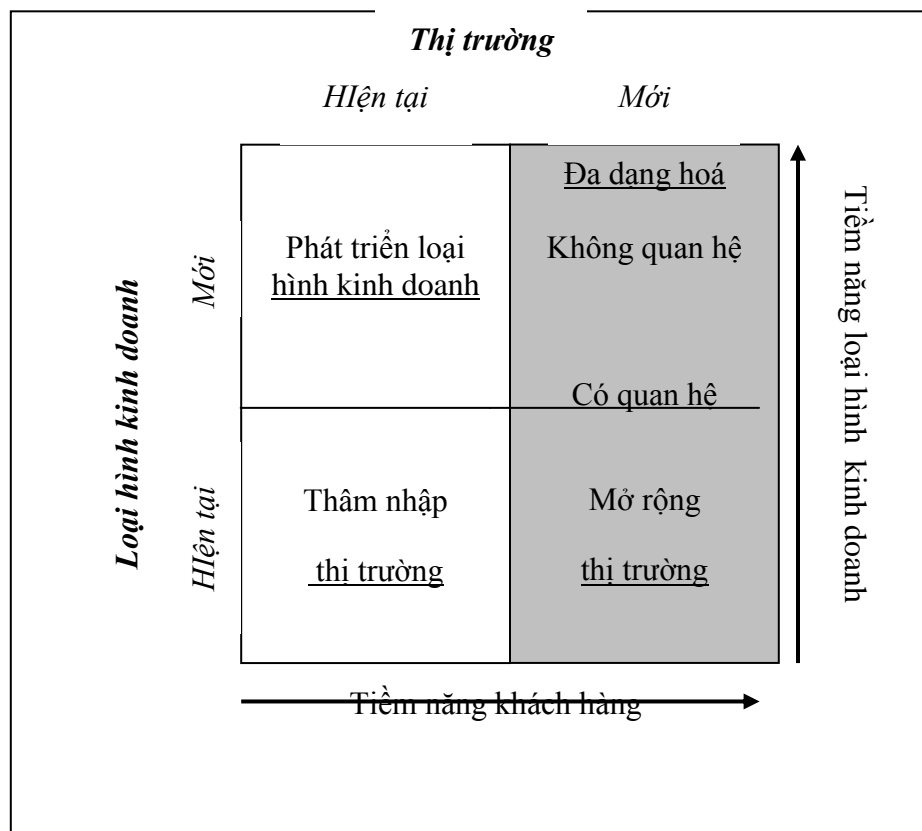 Thị trường
HIện tại
Mới
Đa dạng hoá
Phát triển loại
hình kinh doanh
Không quan hệ
Có quan hệ
Mới
Loại hình kinh doanh
HIện tại
Thâm nhập
thị trường
Mở rộng
thị trường
Tiềm năng loại hình kinh doanh
Tiềm năng khách hàng